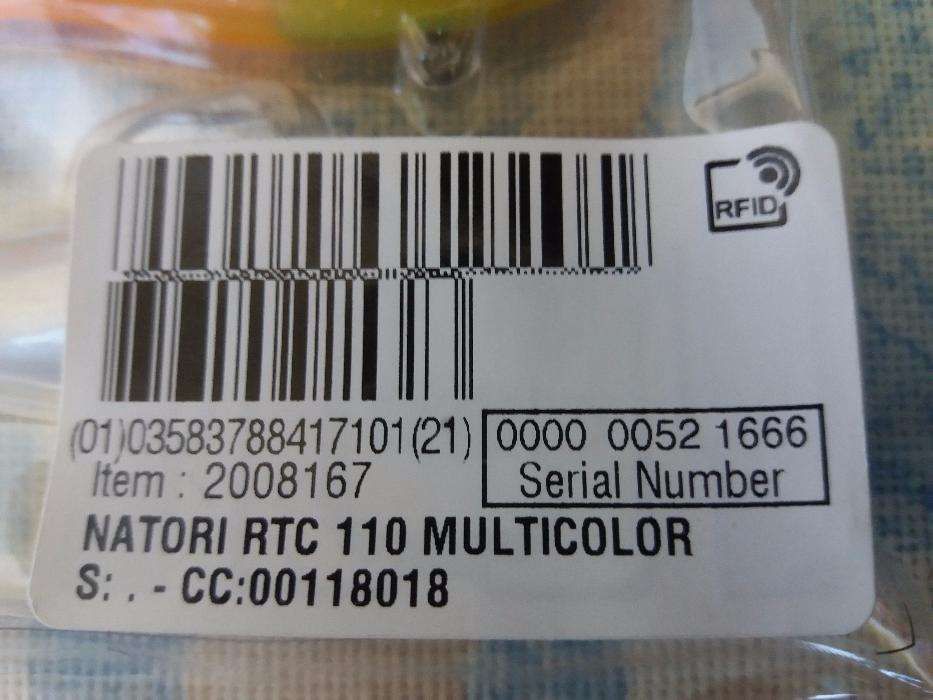 RFID
(01)03583788417101(21) 0000 0052 1666
Item : 2008167 Serial Number
NATORI RTC 110 MULTICOLOR
S: . - CC:00118018